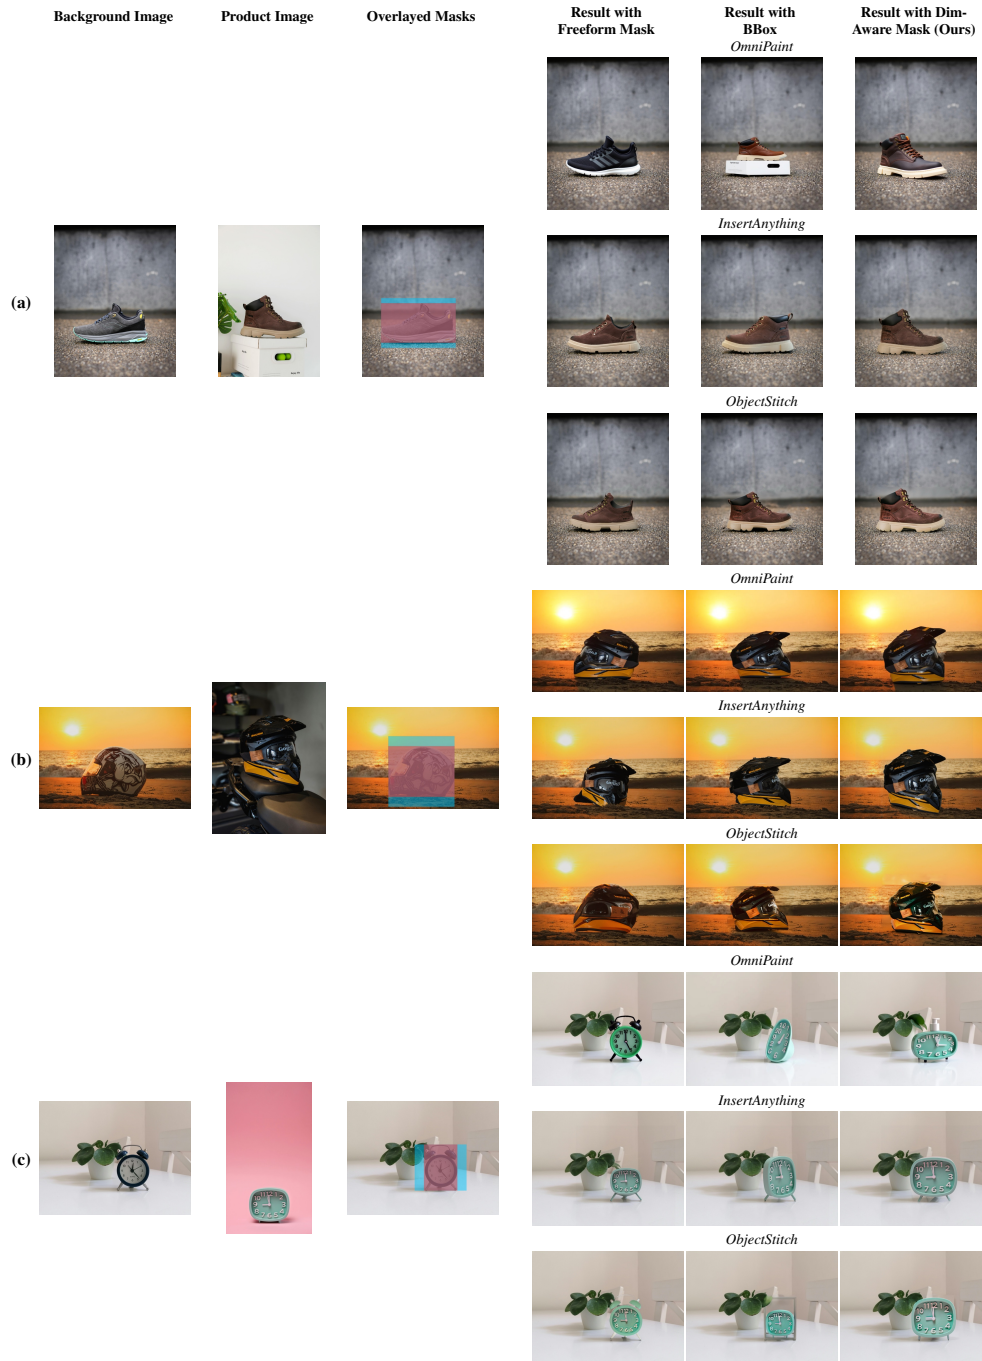 Background Image
Product Image
Overlayed Masks
Result with
Freeform Mask
Result with
BBox
Result with Dim-
Aware Mask (Ours)
OmniPaint
InsertAnything
(a)
ObjectStitch
OmniPaint
InsertAnything
(b)
ObjectStitch
OmniPaint
InsertAnything
(c)
ObjectStitch